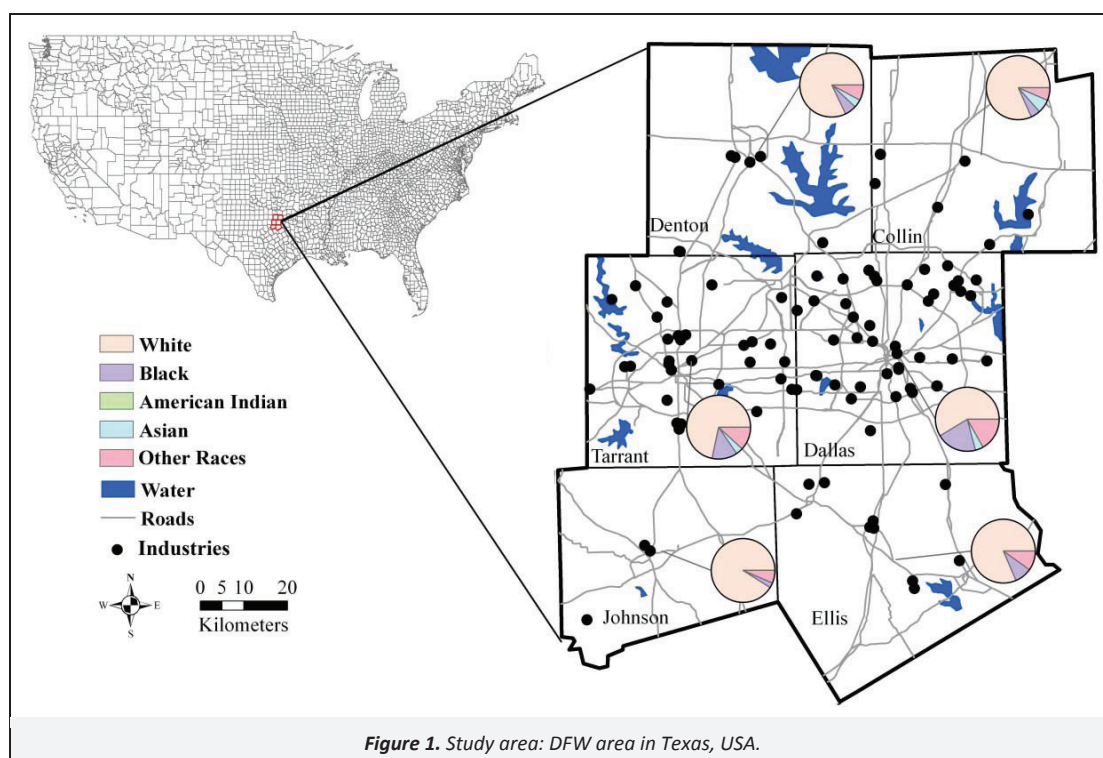 Denton
Collin
Tarrant
Dallas
Johnson
Ellis
White
Black
American Indian
Asian
Other Races
Water
Roads
Industries
N
W E
S
0 5 10 20
Kilometers
Figure 1. Study area: DFW area in Texas, USA.